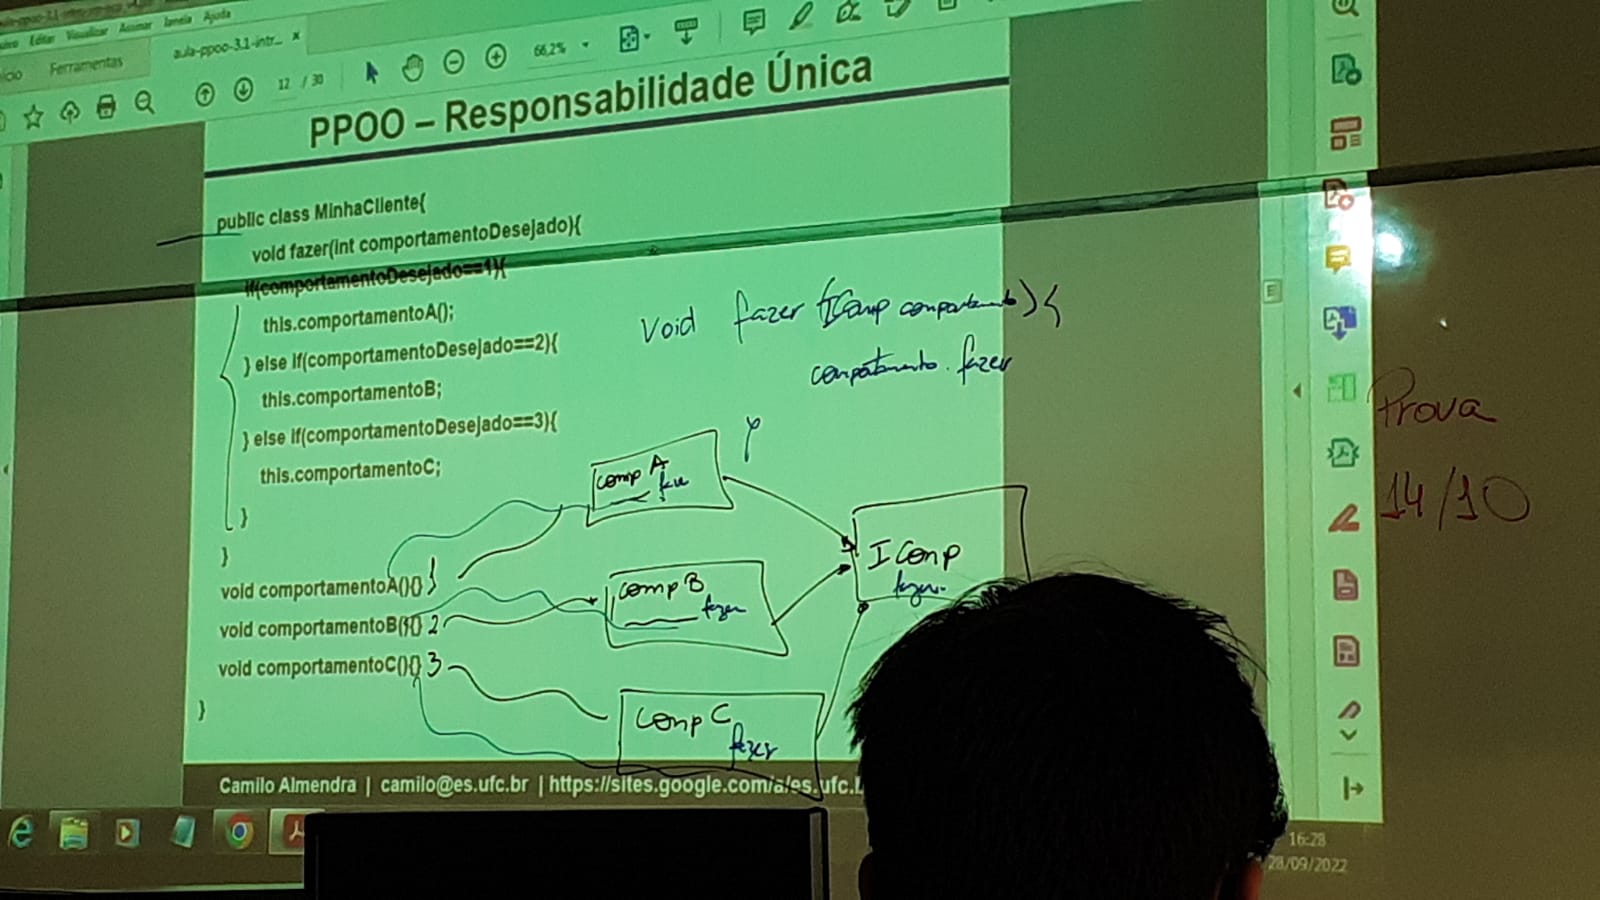 Editar Visualizar Assinar Janela Ajuda
Ferramentas
aula-ppoo-3.1-intr... x
12 / 30
66,2%
PPOO – Responsabilidade Única
public class MinhaCliente{
void fazer(int comportamentoDesejado){
if(comportamentoDesejado==1){
this.comportamentoA();
} else if(comportamentoDesejado==2){
this.comportamentoB;
} else if(comportamentoDesejado==3){
this.comportamentoC;
}
}
void comportamentoA(){} 1
void comportamentoB(){} 2
void comportamentoC(){} 3
}
void fazer (IComp comportamento) {
comportamento.fazer
comp A
comp B
fazer
comp C
fazer
I Comp
fazer
Prova
14/10
Camilo Almendra | camilo@es.ufc.br | https://sites.google.com/a/es.ufc.
16:28
28/09/2022